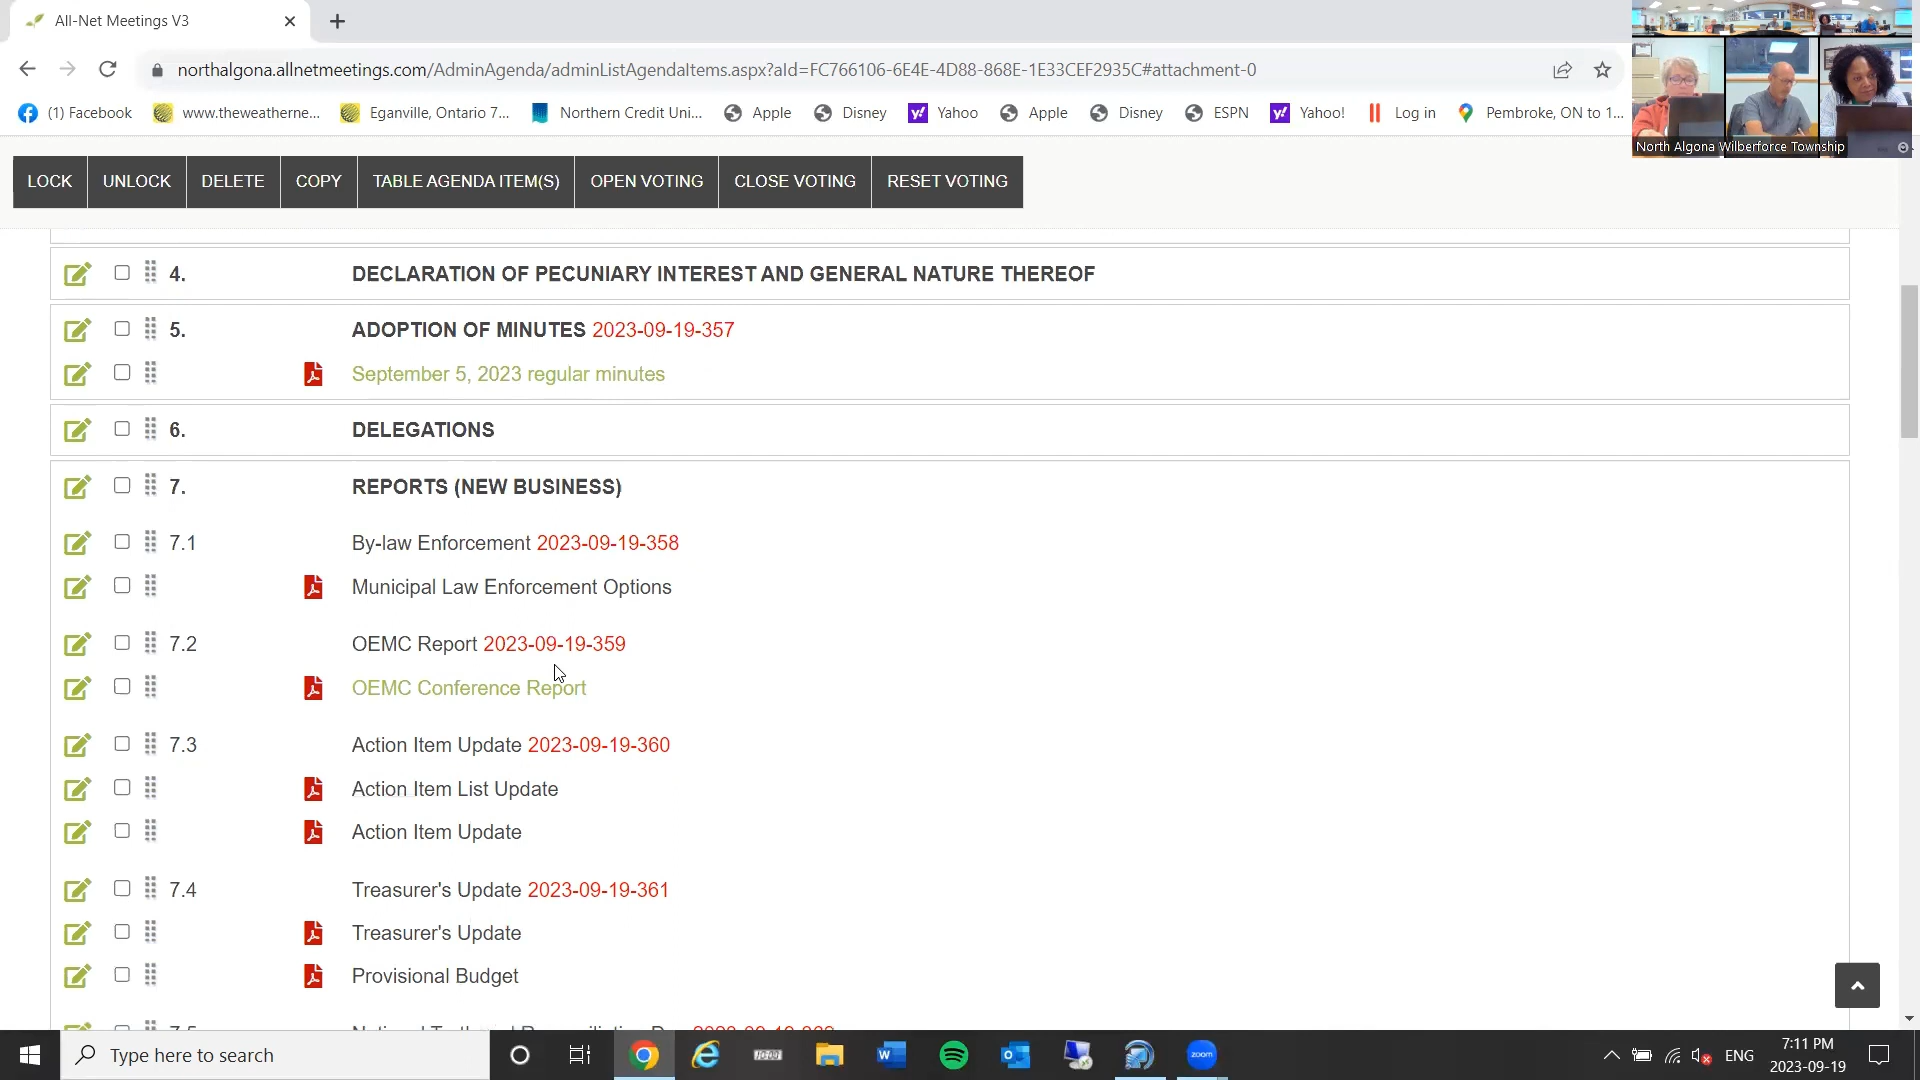 All-Net Meetings V3
northalgona.allnetmeetings.com/AdminAgenda/adminListAgendaItems.aspx?aId=FC766106-6E4E-4D88-868E-1E33CEF2935C#attachment-0
(1) Facebook
www.theweatherne...
Eganville, Ontario 7...
Northern Credit Uni...
Apple
Disney
Yahoo
Apple
Disney
ESPN
Yahoo!
Log in
Pembroke, ON to 1...
North Algona Wilberforce Township
LOCK
UNLOCK
DELETE
COPY
TABLE AGENDA ITEM(S)
OPEN VOTING
CLOSE VOTING
RESET VOTING
4. DECLARATION OF PECUNIARY INTEREST AND GENERAL NATURE THEREOF
5. ADOPTION OF MINUTES 2023-09-19-357
September 5, 2023 regular minutes
6. DELEGATIONS
7. REPORTS (NEW BUSINESS)
7.1 By-law Enforcement 2023-09-19-358
Municipal Law Enforcement Options
7.2 OEMC Report 2023-09-19-359
OEMC Conference Report
7.3 Action Item Update 2023-09-19-360
Action Item List Update
Action Item Update
7.4 Treasurer's Update 2023-09-19-361
Treasurer's Update
Provisional Budget
Type here to search
zoom
ENG
7:11 PM
2023-09-19